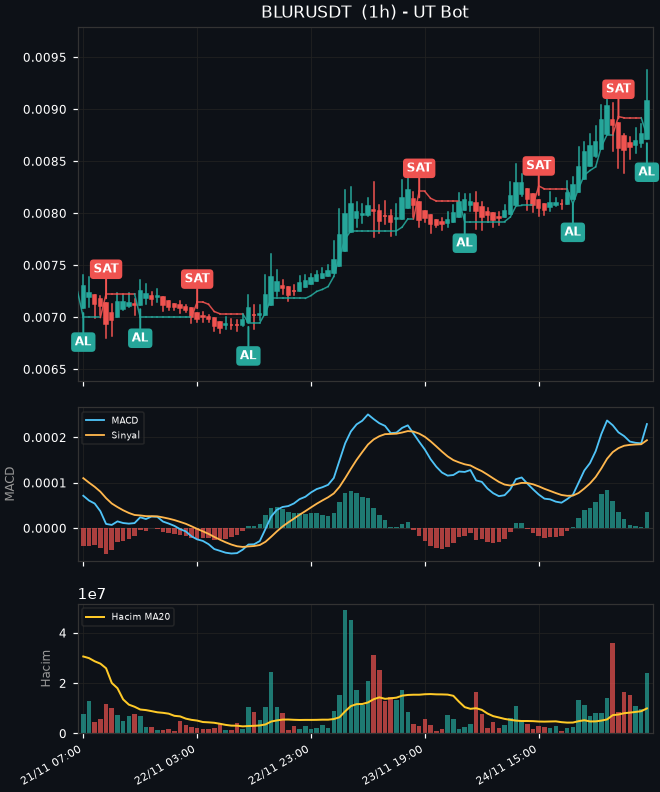 BLURUSDT (1h) - UT Bot
0.0095
0.0090
0.0085
0.0080
0.0075
0.0070
0.0065
SAT
SAT
SAT
SAT
SAT
AL
AL
AL
AL
AL
AL
MACD
MACD
Sinyal
0.0002
0.0001
0.0000
1e7
Hacim
Hacim MA20
4
2
0
21/11 07:00
22/11 03:00
22/11 23:00
23/11 19:00
24/11 15:00